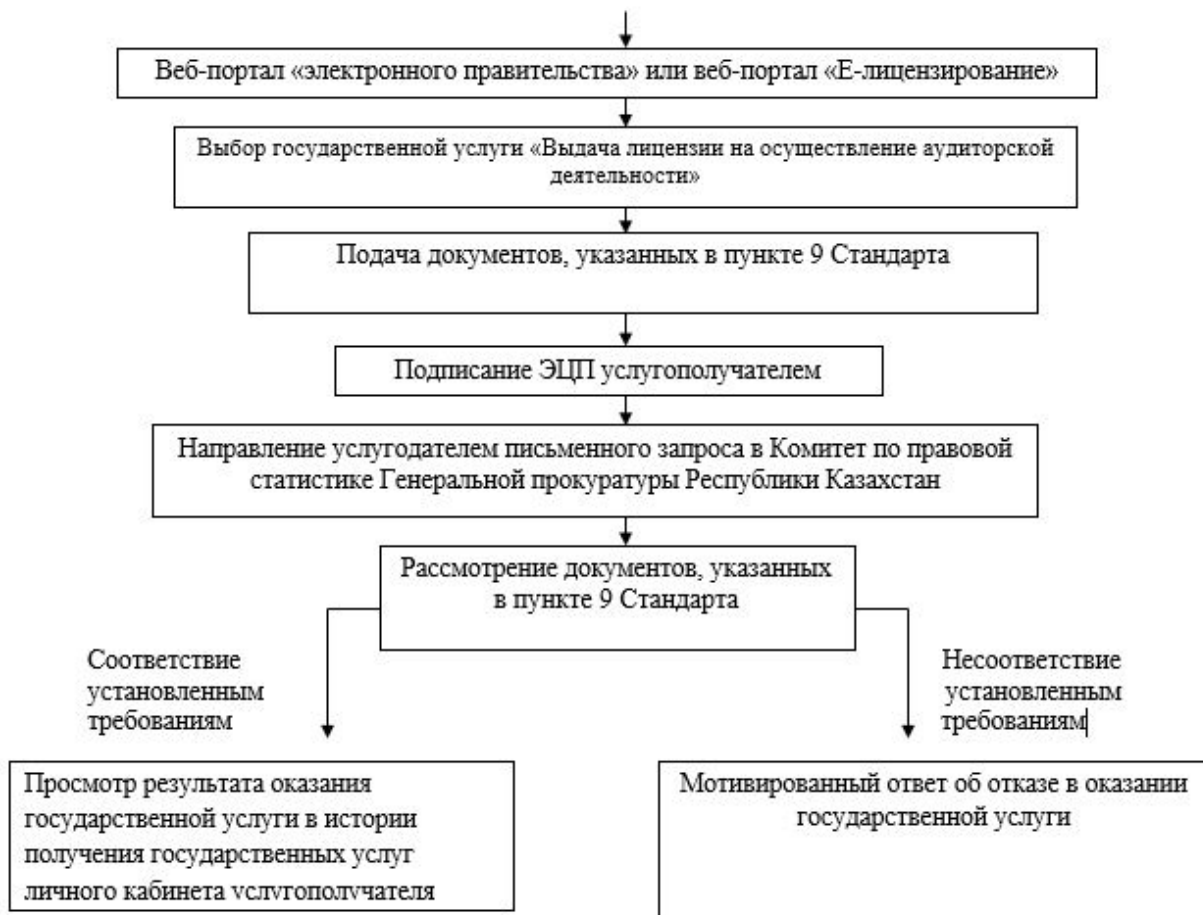 Веб-портал «электронного правительства» или веб-портал «Е-лицензирование»
Выбор государственной услуги «Выдача лицензии на осуществление аудиторской
деятельности»
Подача документов, указанных в пункте 9 Стандарта
Подписание ЭЦП услугополучателем
Направление услугодателем письменного запроса в Комитет по правовой
статистике Генеральной прокуратуры Республики Казахстан
Рассмотрение документов, указанных
в пункте 9 Стандарта
Соответствие
установленным
требованиям
Несоответствие
установленным
требованиям
Просмотр результата оказания
государственной услуги в истории
получения государственных услуг
личного кабинета услугополучателя
Мотивированный ответ об отказе в оказании
государственной услуги